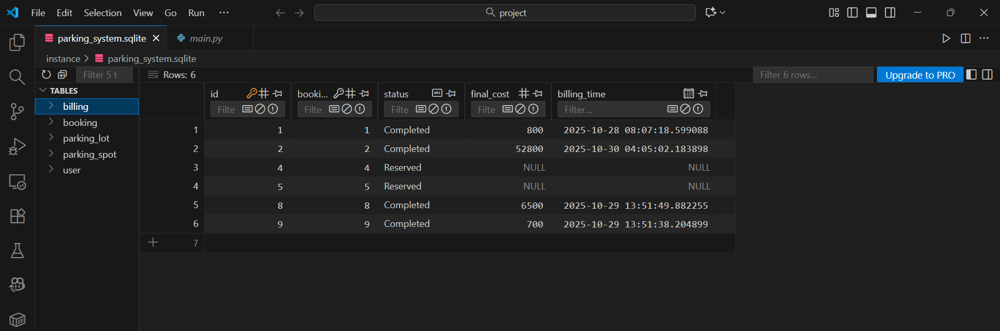 File Edit Selection View Go Run ···
project
parking_system.sqlite main.py
instance > parking_system.sqlite
Filter 5 t Rows: 6 Filter 6 rows... Upgrade to PRO
TABLES
billing
booking
parking_lot
parking_spot
user
id booki... status final_cost billing_time
Filte Filte Filte Filte Filter...
1 1 1 Completed 800 2025-10-28 08:07:18.599088
2 2 2 Completed 52800 2025-10-30 04:05:02.183898
3 4 4 Reserved NULL NULL
4 5 5 Reserved NULL NULL
5 8 8 Completed 6500 2025-10-29 13:51:49.882255
6 9 9 Completed 700 2025-10-29 13:51:38.204899
7